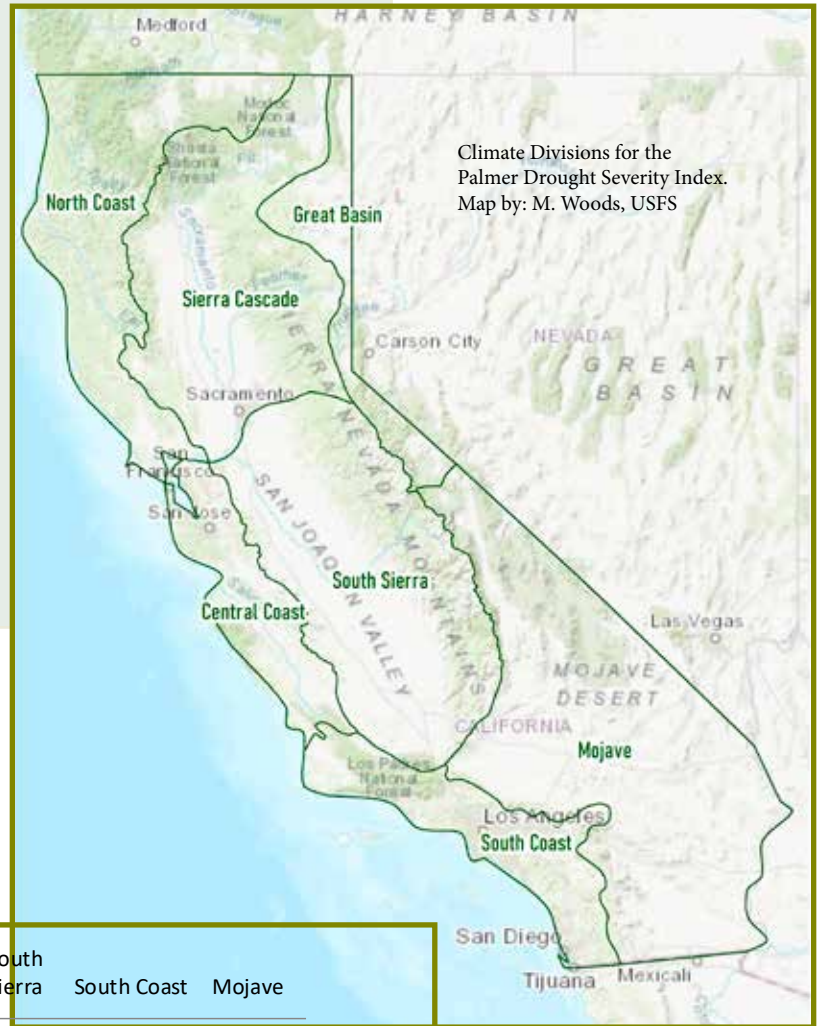 HARNEY BASIN
Medford
Modoc
National
Forest
Shasta
National
Forest
Pit
Climate Divisions for the
Palmer Drought Severity Index.
Map by: M. Woods, USFS
North Coast
Great Basin
Sacramento
Sierra Cascade
Carson City
NEVADA
GREAT
BASIN
Sacramento
SIERRA NEVADA MOUNTAINS
San
Francisco
San Jose
SAN JOAQUIN VALLEY
South Sierra
Central Coast
Las Vegas
MOJAVE
DESERT
CALIFORNIA
Mojave
Los Padres
National
Forest
Los Angeles
South Coast
San Diego
Tijuana
Mexicali
outh
ierra South Coast Mojave